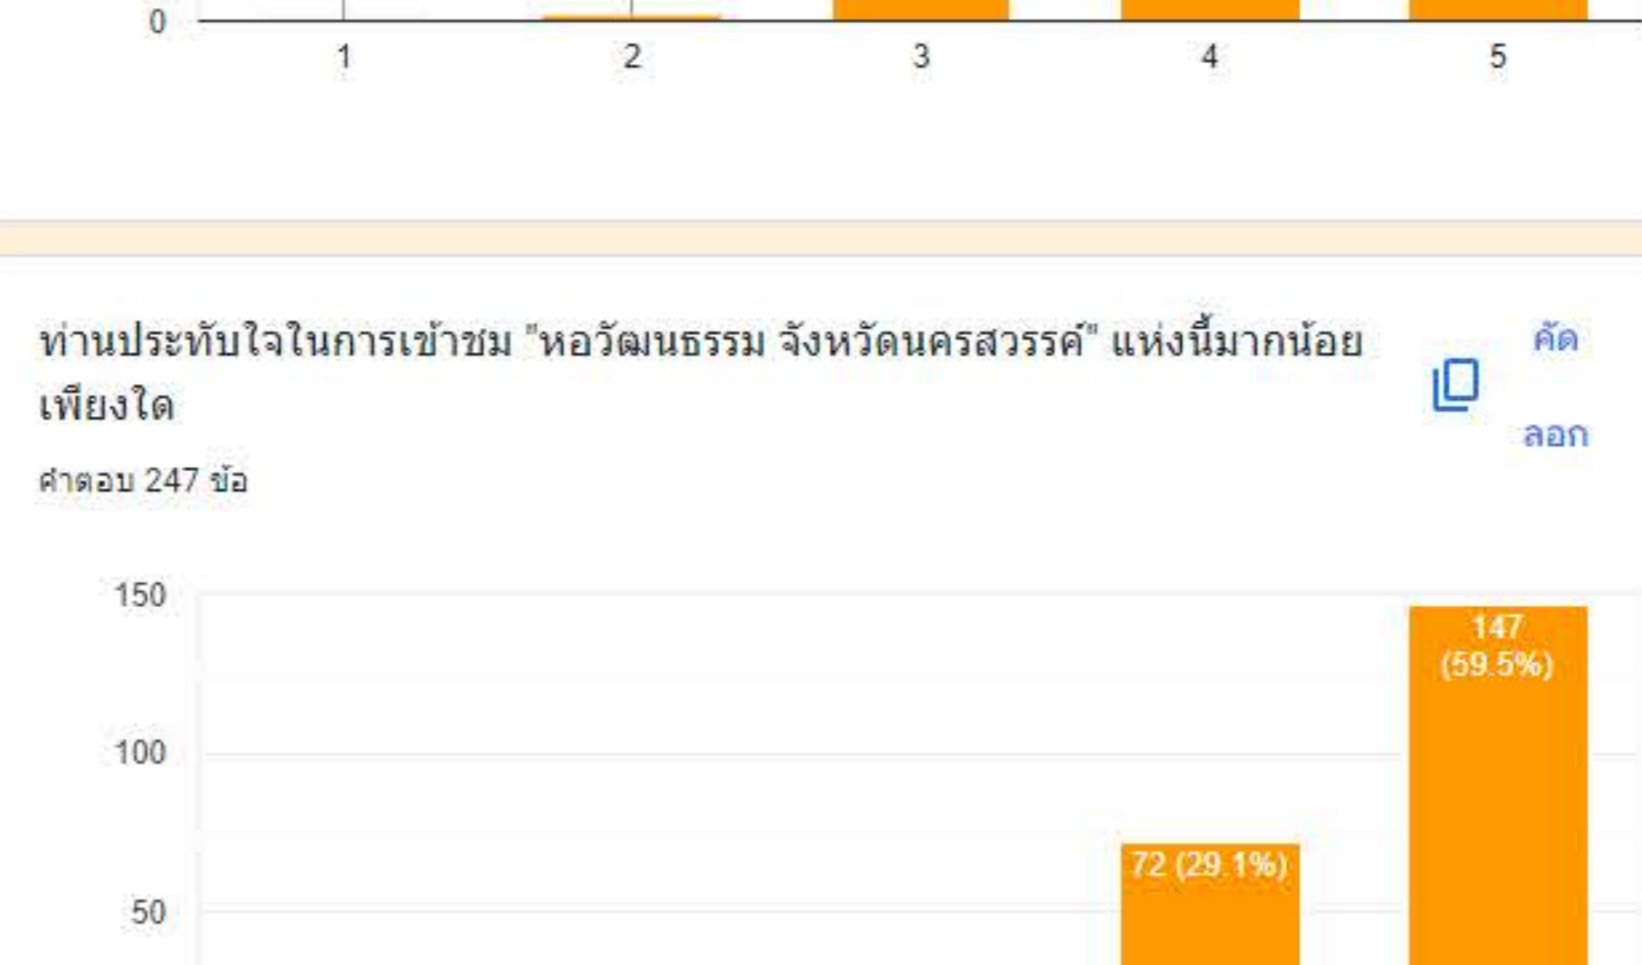 0
1 2 3 4 5
ท่านประทับใจในการเข้าชม "หอวัฒนธรรม จังหวัดนครสวรรค์" แห่งนี้มากน้อย
เพียงใด
คัด
ลอก
คำตอบ 247 ข้อ
150
147
(59.5%)
100
72 (29.1%)
50